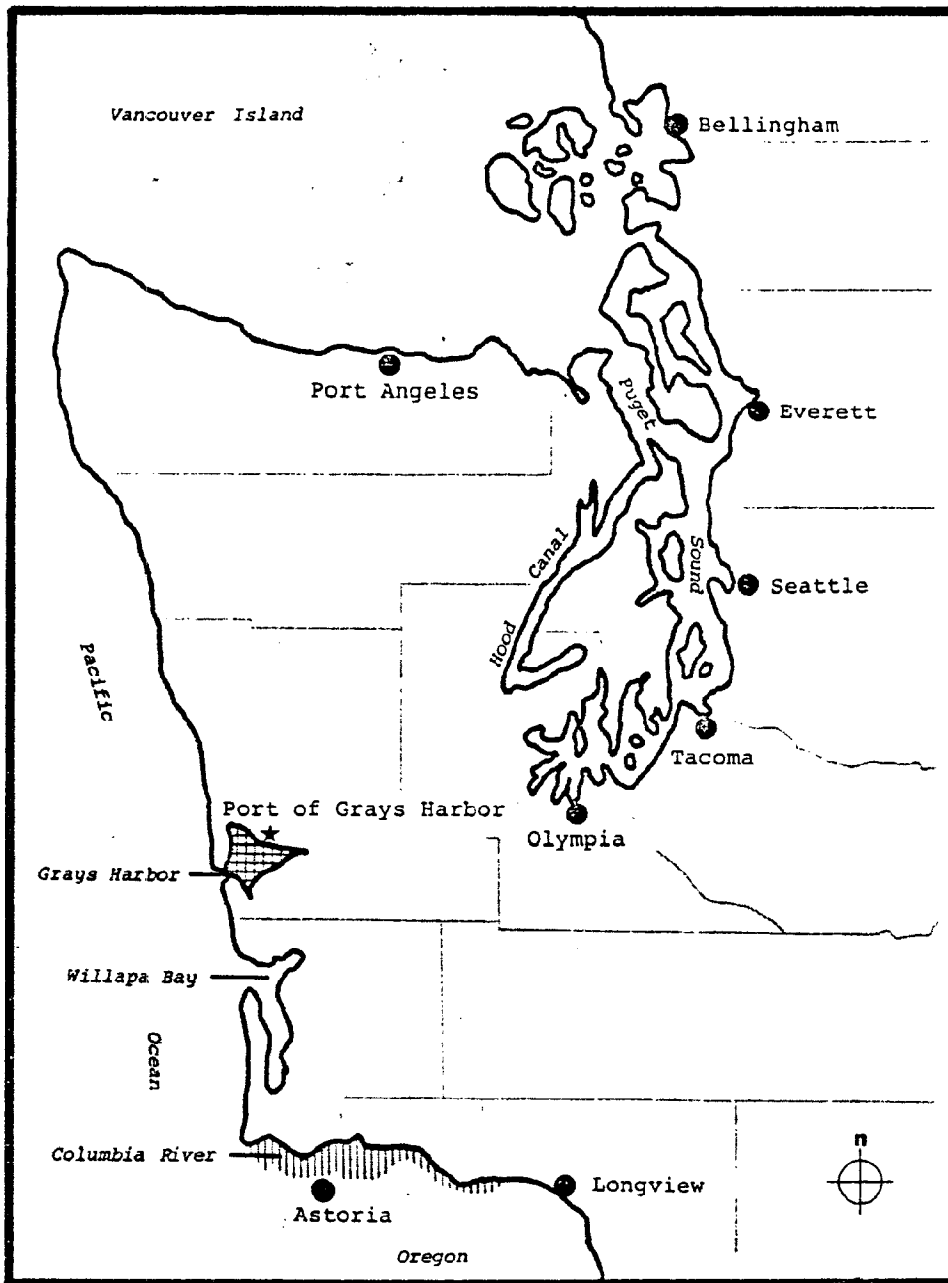 Vancouver Island
Bellingham
Port Angeles
Puget
Everett
Canal
Sound
Seattle
Hood
Pacific
Tacoma
Port of Grays Harbor
Olympia
Grays Harbor
Willapa Bay
Ocean
Columbia River
n
Longview
Astoria
Oregon